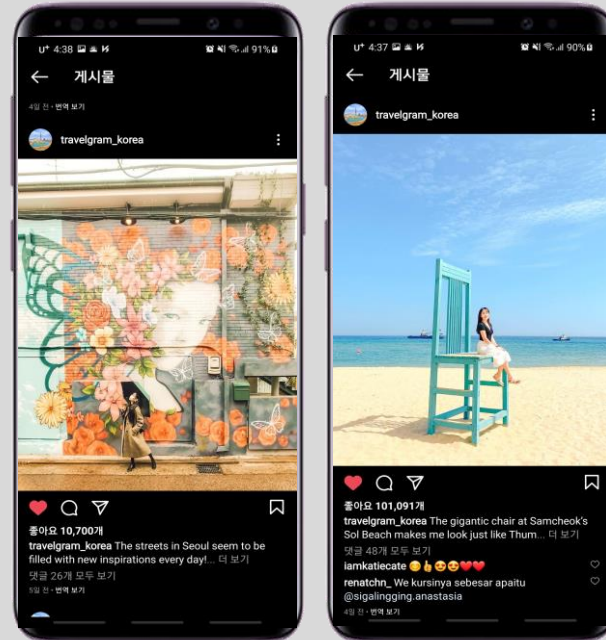 U+ 4:38
91%
게시물
4일 전 • 번역 보기
travelgram_korea
좋아요 10,700개
travelgram_korea The streets in Seoul seem to be
filled with new inspirations every day!... 더 보기
댓글 26개 모두 보기
5일 전 • 번역 보기
U+ 4:37
90%
게시물
travelgram_korea
좋아요 101,091개
travelgram_korea The gigantic chair at Samcheok's
Sol Beach makes me look just like Thum... 더 보기
댓글 48개 모두 보기
iamkatiecate 😊👍😍😍❤️❤️
renatchn_ We kursinya sebesar apaitu
@sigalingging.anastasia
4일 전 • 번역 보기